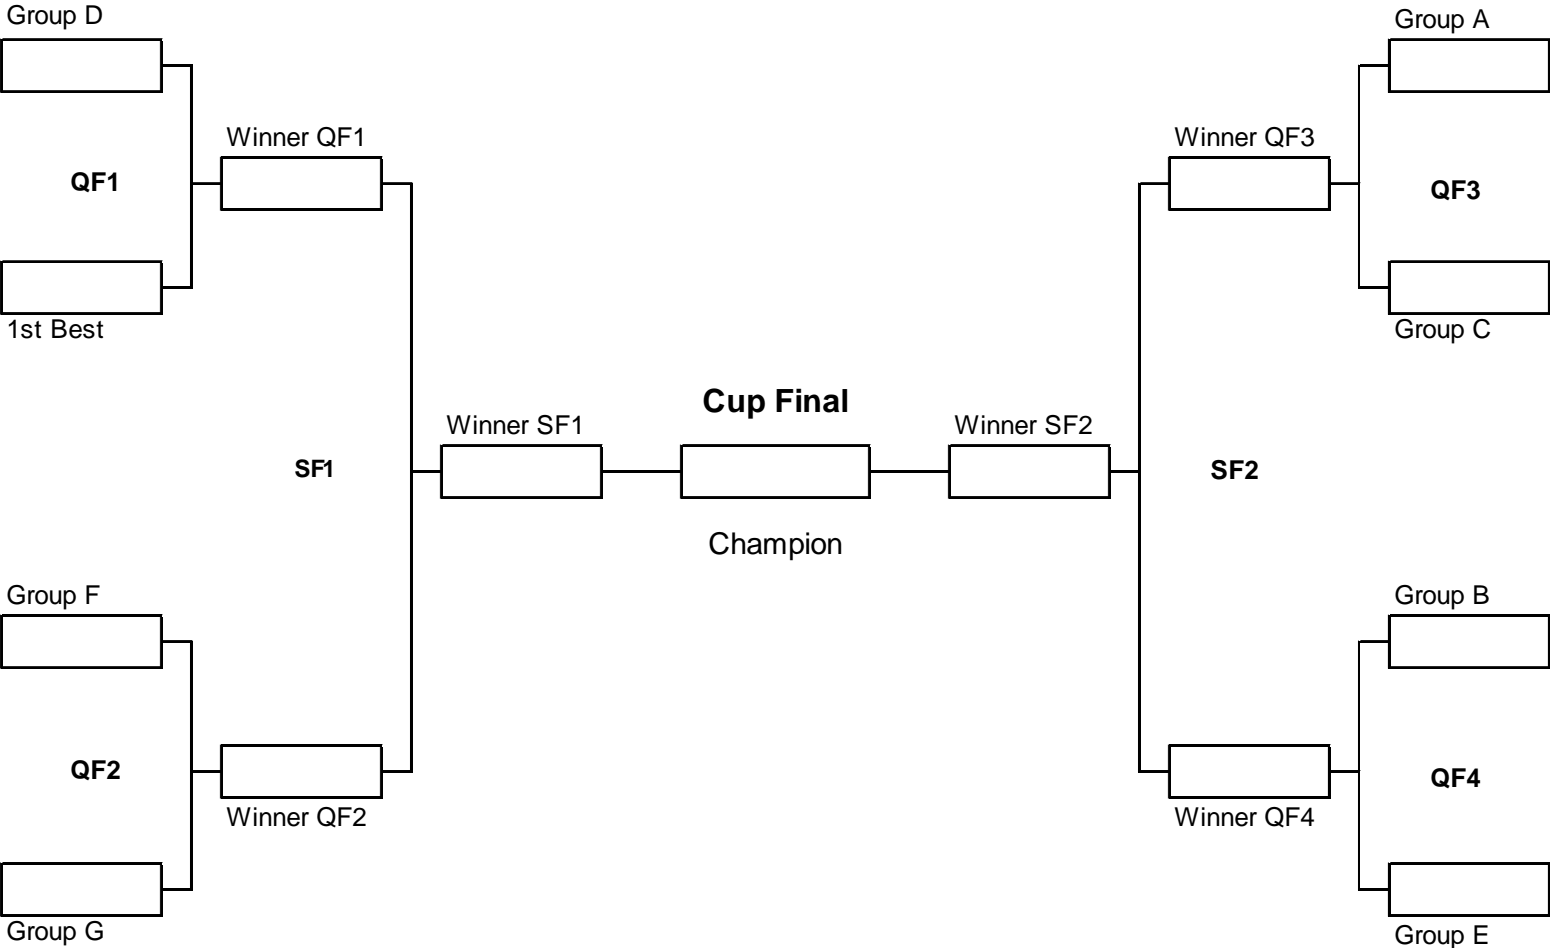 Group D
Group A
Winner QF1
Winner QF3
QF1
QF3
1st Best
Group C
Cup Final
Winner SF1
Winner SF2
SF1
SF2
Champion
Group F
Group B
QF2
QF4
Winner QF2
Winner QF4
Group G
Group E